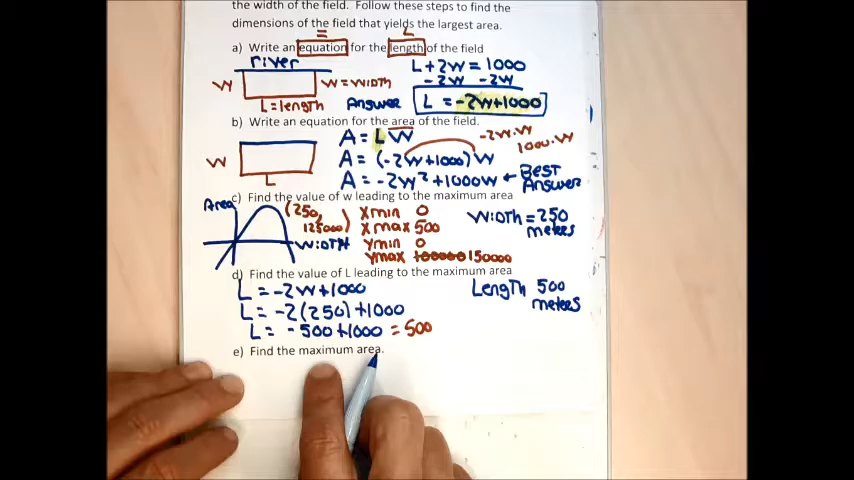 the width of the field. Follow these steps to find the
dimensions of the field that yields the largest area.
= L
a) Write an equation for the length of the field
river
W W = WIDTH
L = length
L + 2W = 1000
-2W -2W
Answer L = -2W+1000
b) Write an equation for the area of the field.
W
L
A = L W
-2W·W
1000·W
A = (-2W+1000)W
A = -2W² +1000W ← Best Answer
c) Find the value of w leading to the maximum area
Area
(250, 125000)
WIDTH
Xmin 0
Xmax 500
Ymin 0
Ymax 100000 150000
WIDTH = 250
meters
d) Find the value of L leading to the maximum area
L = -2W+1000
L = -2(250)+1000
L = -500+1000 = 500
Length 500
meters
e) Find the maximum area.